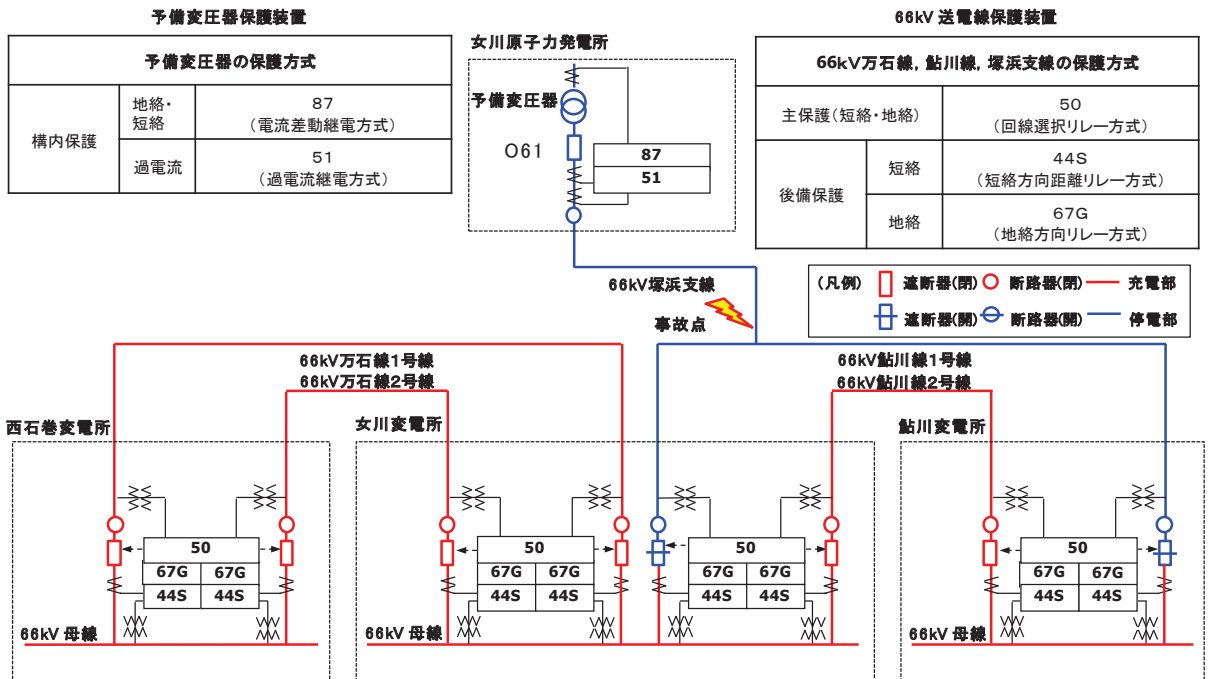 予備変圧器保護装置
予備変圧器の保護方式
構内保護
地絡・
短絡
87
(電流差動継電方式)
過電流
51
(過電流継電方式)
女川原子力発電所
予備変圧器
O61
87
51
66kV 送電線保護装置
66kV万石線, 鮎川線, 塚浜支線の保護方式
主保護(短絡・地絡)
50
(回線選択リレー方式)
後備保護
短絡
44S
(短絡方向距離リレー方式)
地絡
67G
(地絡方向リレー方式)
(凡例)
遮断器(閉)
断路器(閉)
充電部
遮断器(開)
断路器(開)
停電部
66kV塚浜支線
事故点
66kV万石線1号線
66kV万石線2号線
66kV鮎川線1号線
66kV鮎川線2号線
西石巻変電所
50
67G 67G
44S 44S
66kV 母線
女川変電所
50
67G 67G
44S 44S
50
67G 67G
44S 44S
66kV 母線
鮎川変電所
50
67G 67G
44S 44S
66kV 母線